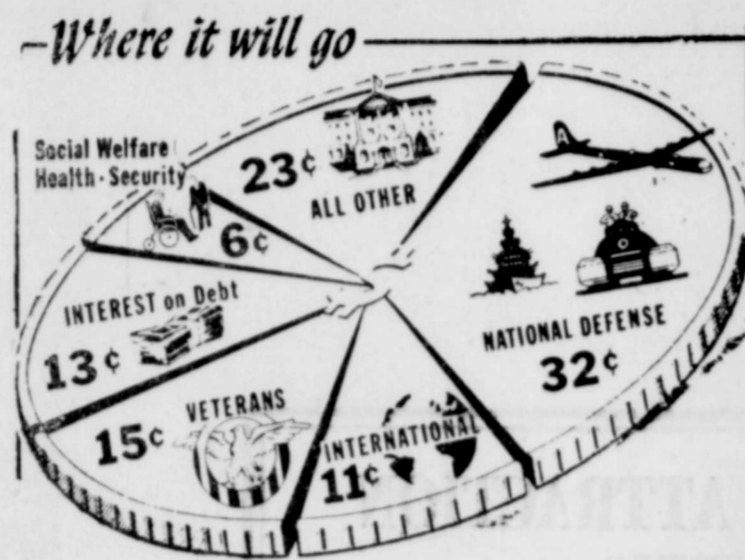 –Where it will go
Social Welfare
Health - Security
6¢
23¢
ALL OTHER
INTEREST on Debt
13¢
VETERANS
15¢
INTERNATIONAL
11¢
NATIONAL DEFENSE
32¢
A